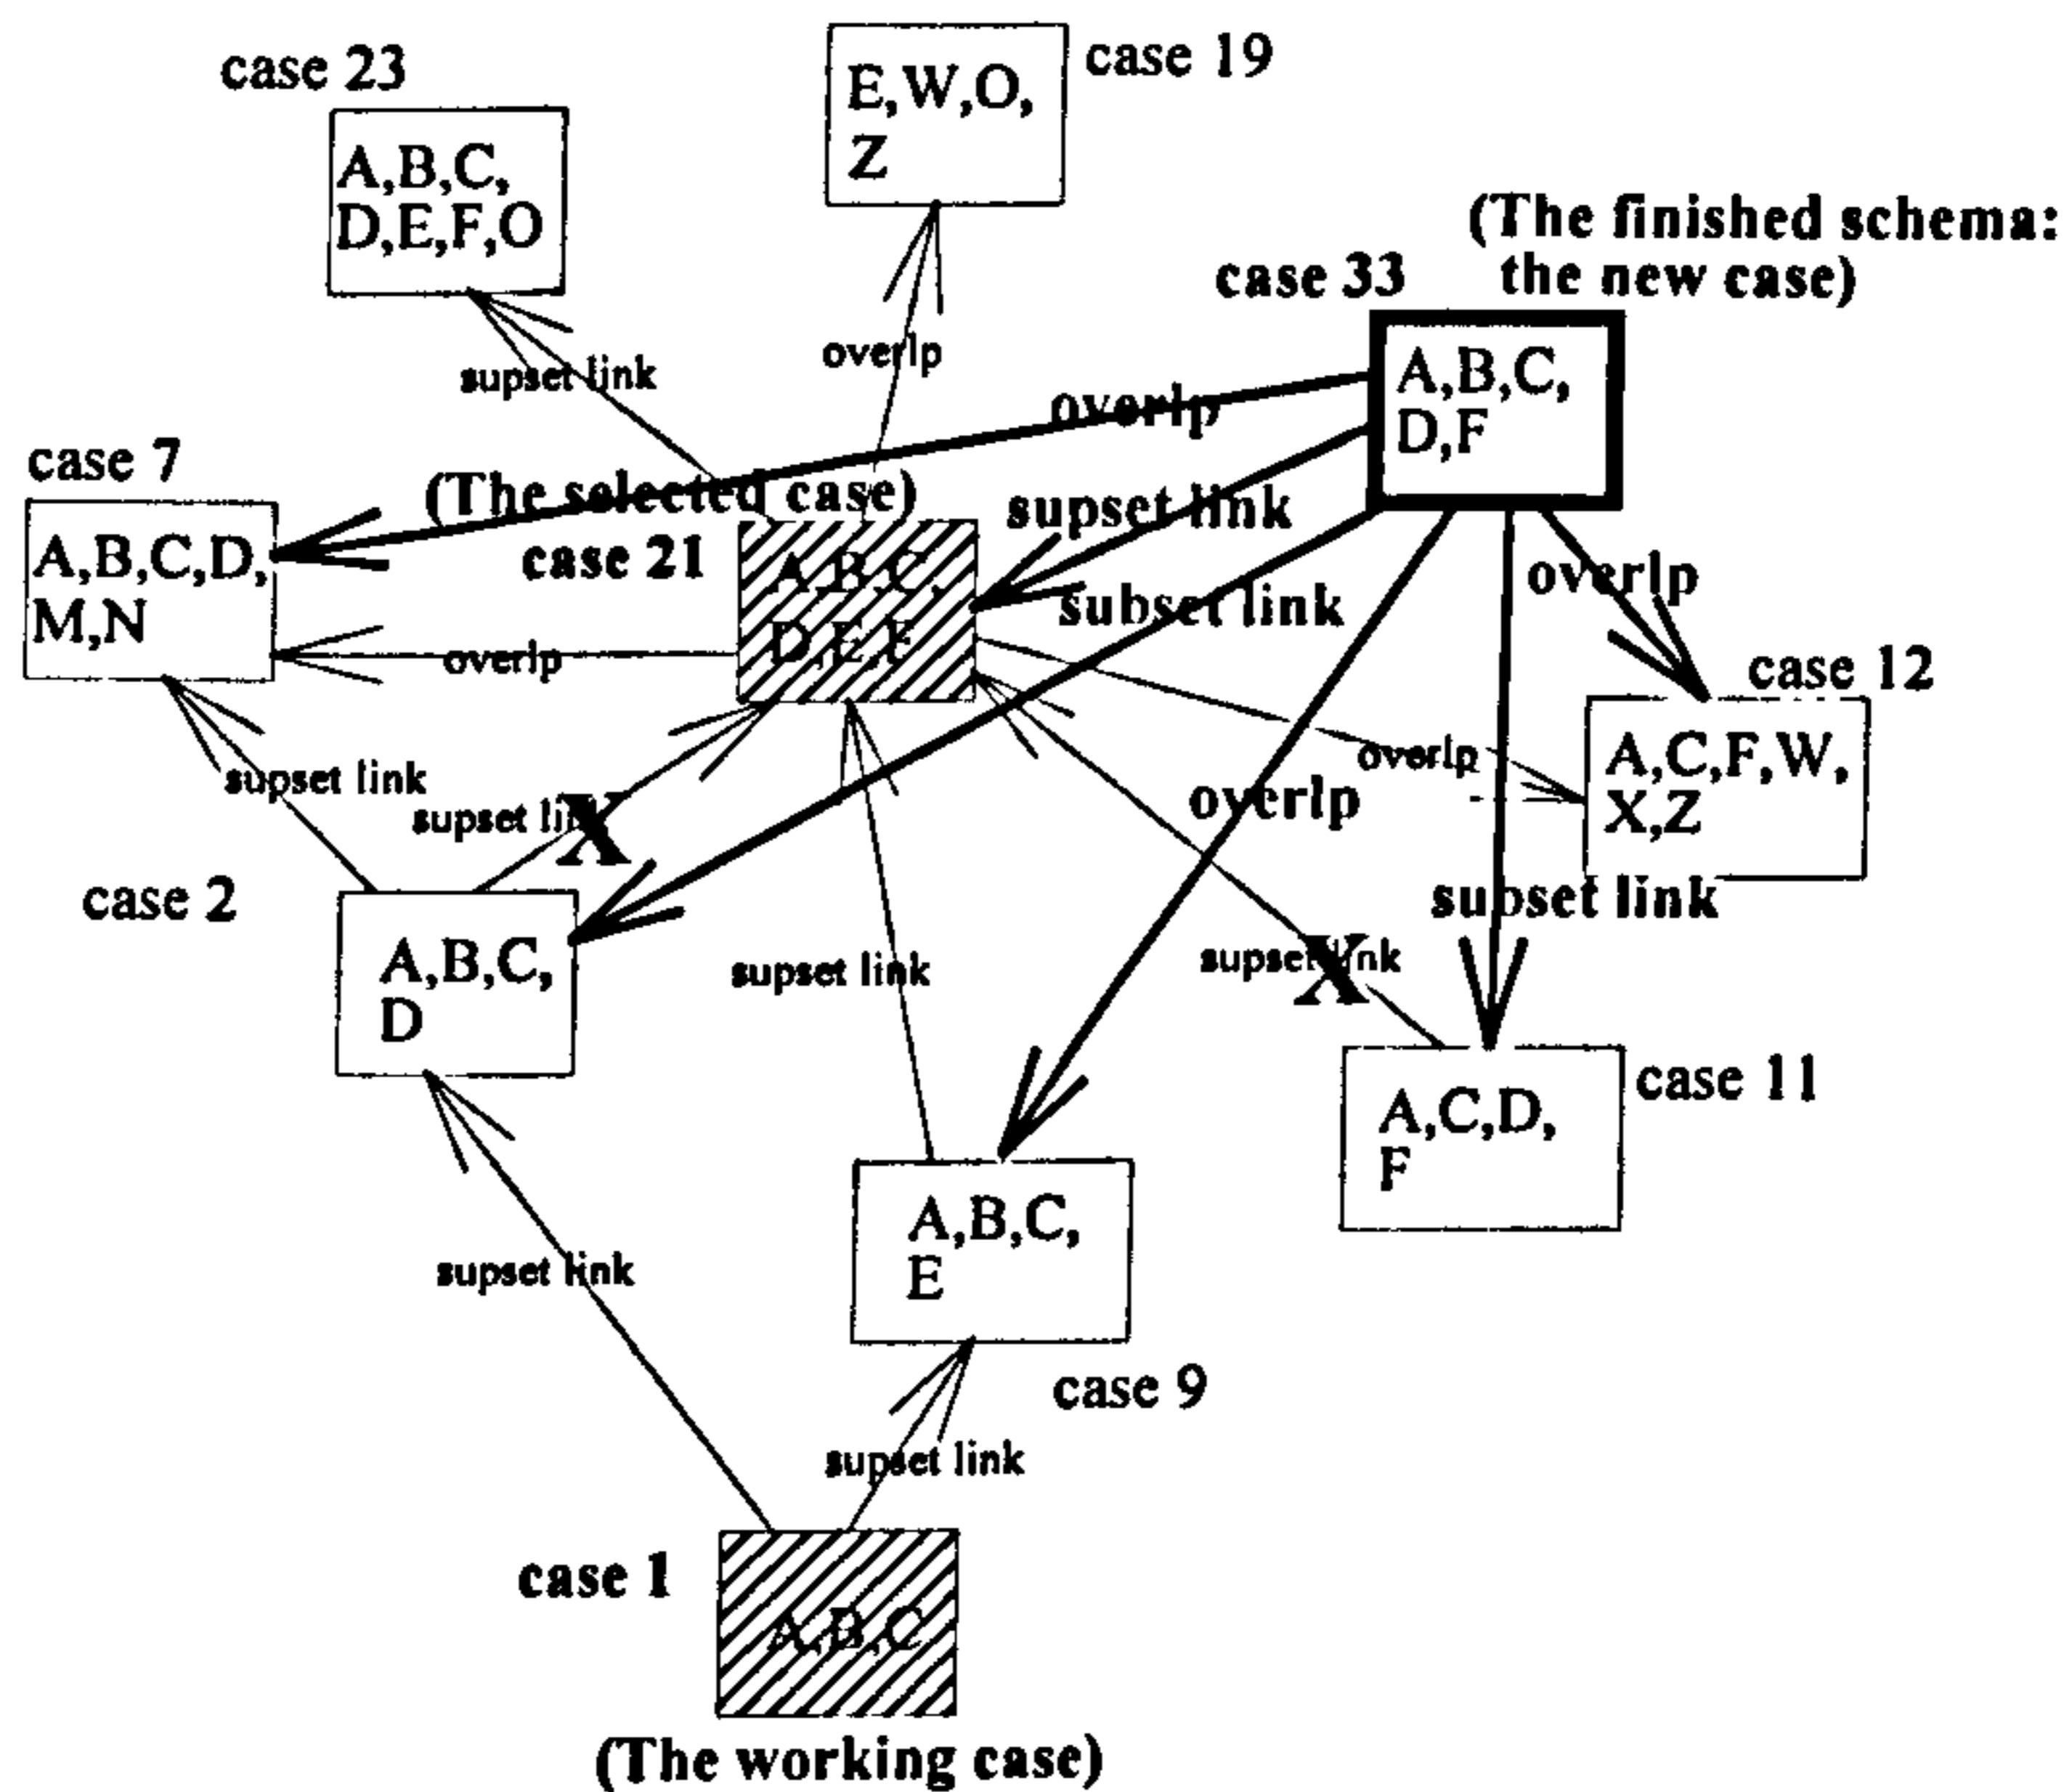 case 23
A,B,C,
D,E,F,O
E,W,O,
Z
case 19
(The finished schema:
the new case)
case 33
A,B,C,
D,F
supset link
overlp
overlp
case 7
A,B,C,D,
M,N
(The selected case)
case 21
A,B,C,
D,E,F
supset link
subset link
overlp
overlp
case 12
A,C,F,W,
X,Z
overlp
overlp
supset link
supset link
X
subset link
case 2
A,B,C,
D
supset link
supset link
X
A,C,D,
F
case 11
A,B,C,
E
case 9
supset link
supset link
case 1
A,B,C
(The working case)